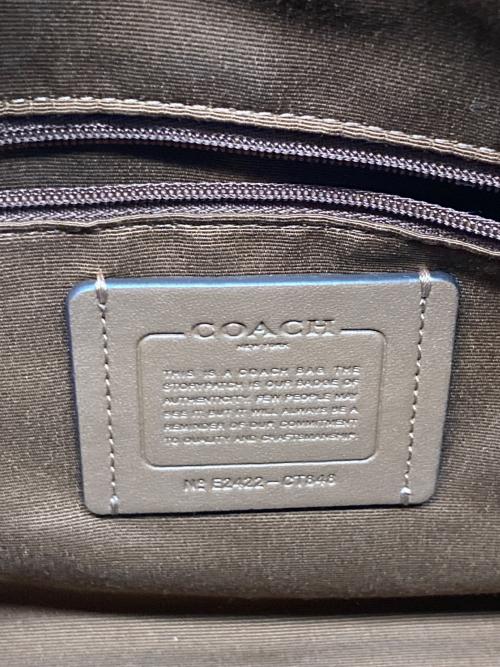 COACH
NEW YORK
THIS IS A COACH BAG. THE
STORYPATCH IS OUR BADGE OF
AUTHENTICITY. FEW PEOPLE MAY
SEE IT BUT IT WILL ALWAYS BE A
REMINDER OF OUR COMMITMENT
TO QUALITY AND CRAFTSMANSHIP.
Nº E2422-CT846